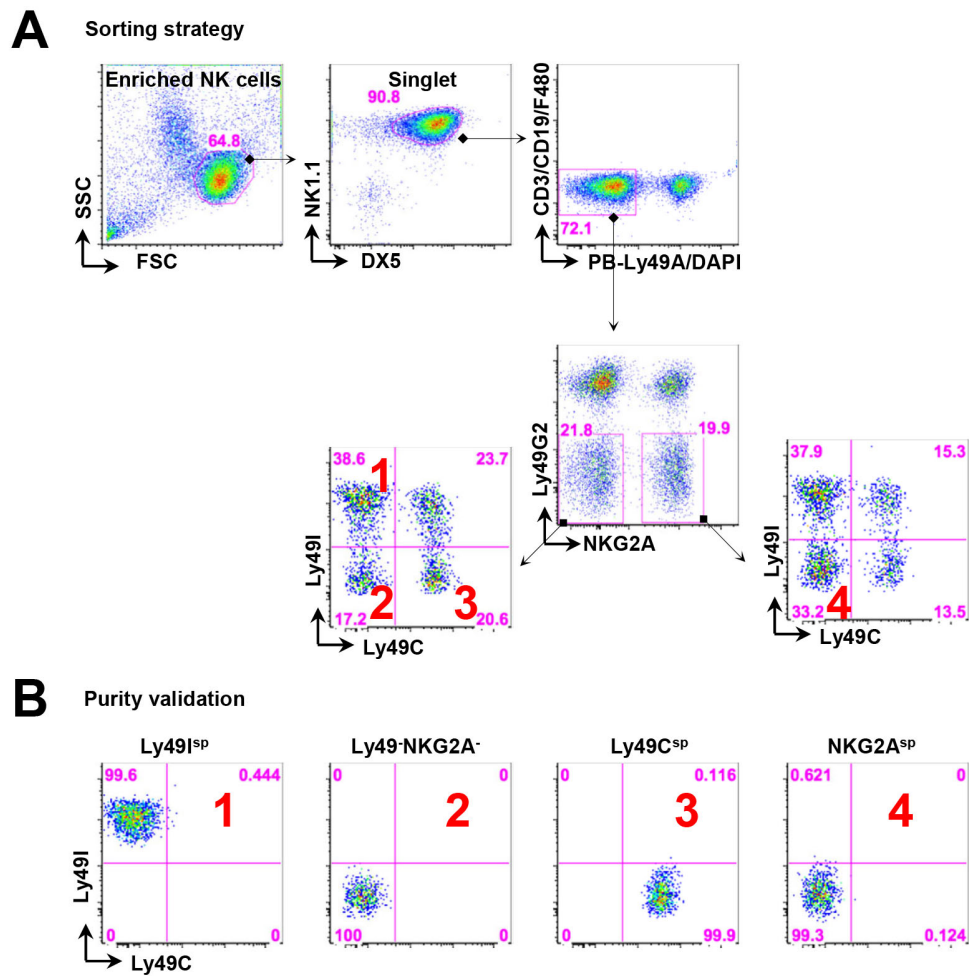 A Sorting strategy
Enriched NK cells
64.8
SSC
FSC
Singlet
90.8
NK1.1
DX5
CD3/CD19/F480
72.1
PB-Ly49A/DAPI
21.8
19.9
Ly49G2
NKG2A
38.6
23.7
1
2
3
17.2
20.6
Ly49I
Ly49C
37.9
15.3
4
33.2
13.5
Ly49I
Ly49C
B Purity validation
Ly49Isp
99.6
0.444
1
0
0
Ly49I
Ly49C
Ly49-NKG2A-
0
0
2
100
0
Ly49Csp
0
0.116
3
0
99.9
NKG2Asp
0.621
0
4
99.3
0.124